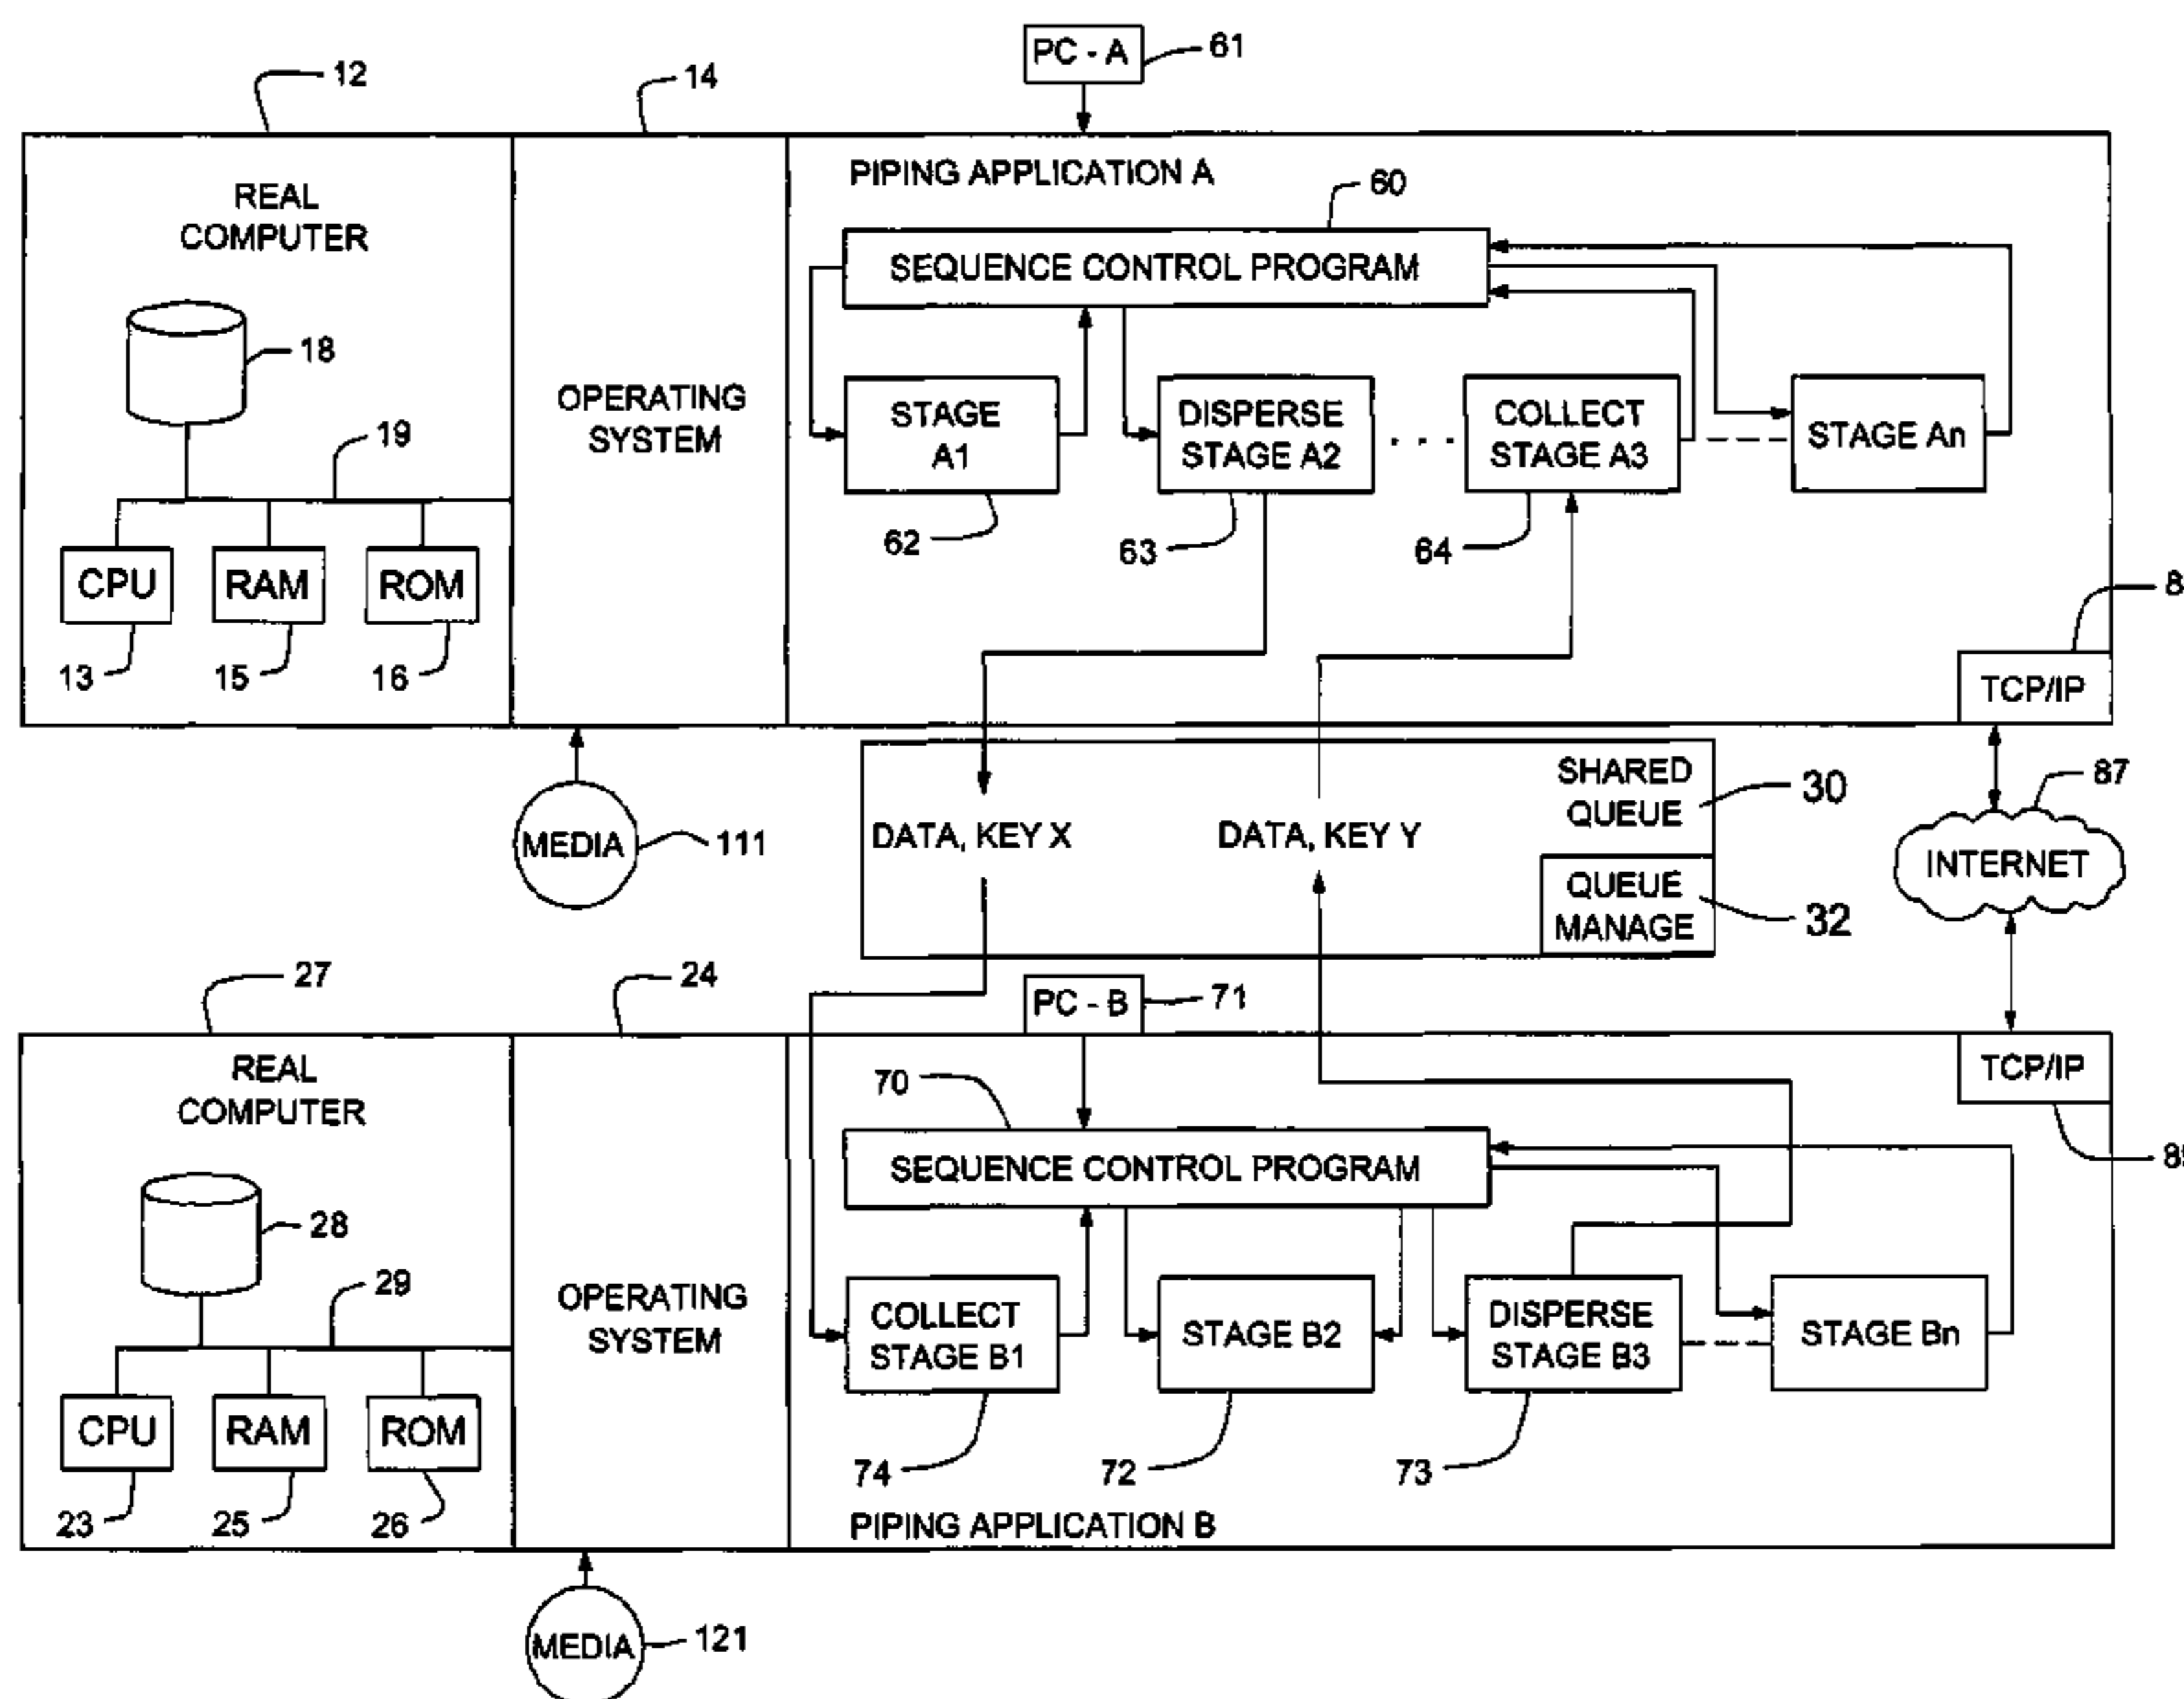 PC - A
61
12
14
PIPING APPLICATION A
60
REAL
COMPUTER
SEQUENCE CONTROL PROGRAM
18
19
OPERATING
SYSTEM
STAGE
A1
DISPERSE
STAGE A2
COLLECT
STAGE A3
STAGE An
62
63
64
CPU
RAM
ROM
13
15
16
8
TCP/IP
MEDIA
111
SHARED
QUEUE
30
DATA, KEY X
DATA, KEY Y
QUEUE
MANAGE
32
87
INTERNET
27
24
PC - B
71
REAL
COMPUTER
70
TCP/IP
SEQUENCE CONTROL PROGRAM
28
29
OPERATING
SYSTEM
COLLECT
STAGE B1
STAGE B2
DISPERSE
STAGE B3
STAGE Bn
74
72
73
CPU
RAM
ROM
23
25
26
PIPING APPLICATION B
MEDIA
121